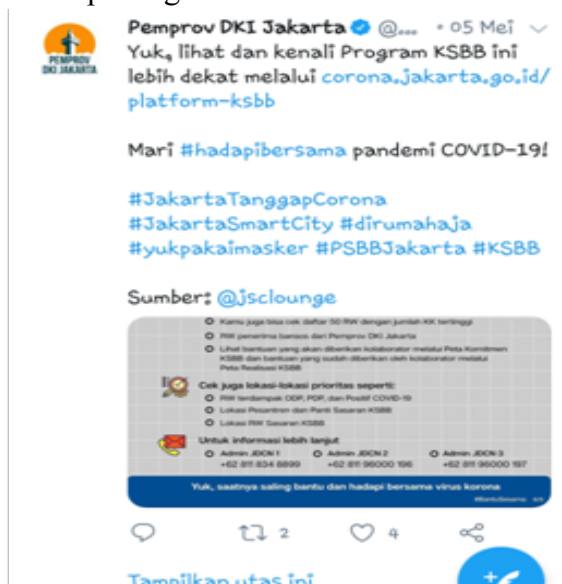 Pemprov DKI Jakarta @... • 05 Mei
PEMPROV
DKI JAKARTA
Yuk, lihat dan kenali Program KSBB ini
lebih dekat melalui corona.jakarta.go.id/
platform-ksbb
Mari #hadapibersama pandemi COVID-19!
#JakartaTanggapCorona
#JakartaSmartCity #dirumahaja
#yukpakaimasker #PSBBJakarta #KSBB
Sumber: @jsclounge
Kamu juga bisa cek daftar 50 RW dengan jumlah KK tertinggi
RW penerima bansos dari Pemprov DKI Jakarta
Lihat bantuan yang akan diberikan kolaborator melalui Peta Komitmen
KSBB dan bantuan yang sudah diberikan oleh kolaborator melalui
Peta Realisasi KSBB
Cek juga lokasi-lokasi prioritas seperti:
RW terdampak ODP, PDP, dan Positif COVID-19
Lokasi Pesantren dan Panti Sasaran KSBB
Lokasi RW Sasaran KSBB
Untuk informasi lebih lanjut
Admin JDCN 1 Admin JDCN 2 Admin JDCN 3
+62 811 834 8899 +62 811 96000 196 +62 811 96000 197
Yuk, saatnya saling bantu dan hadapi bersama virus korona
#BantuSesama
2 4
Tampilkan utas ini